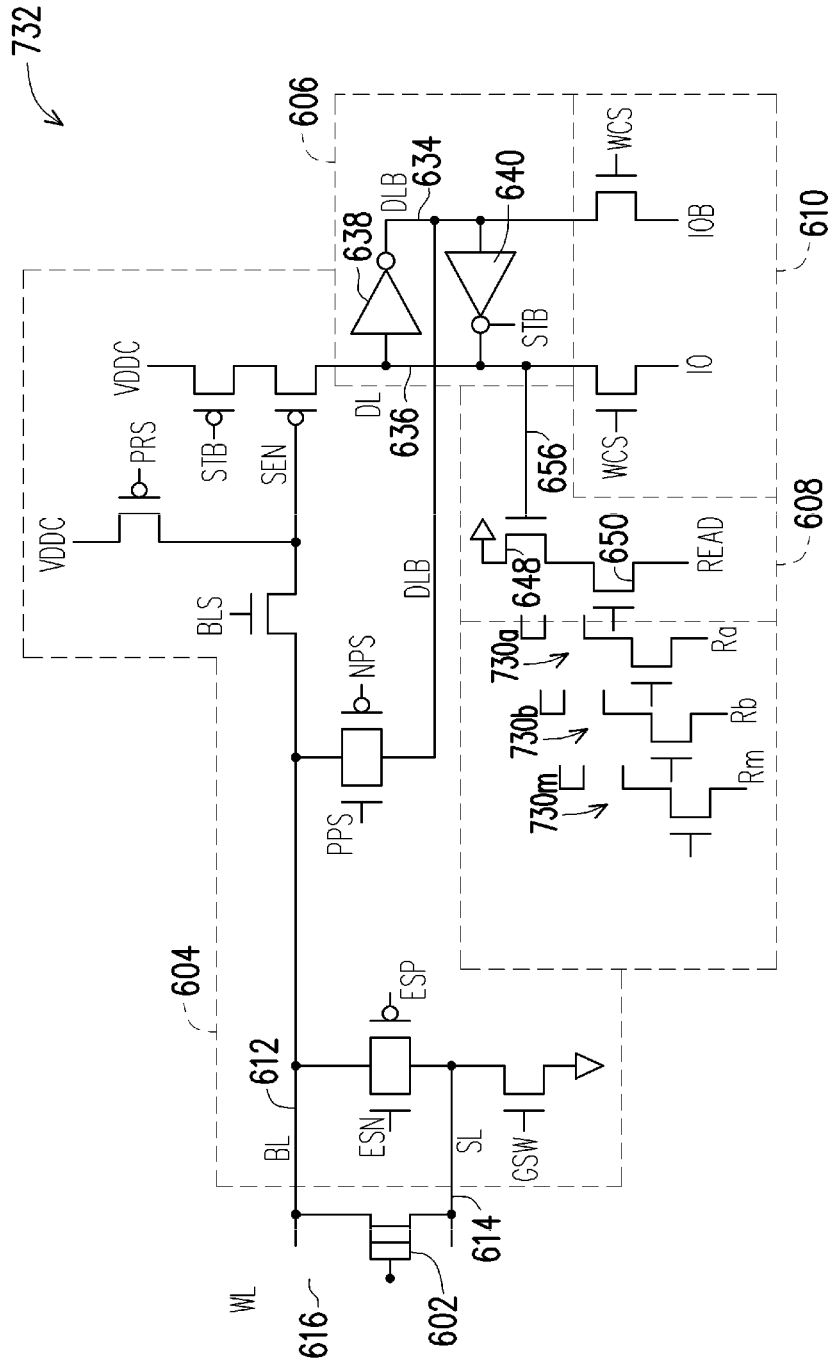 732
606
VDDC
PRS
VDDC
STB
SEN
BLS
604
612
BL
WL
616
ESN
ESP
SL
614
602
GSW
PPS
NPS
DLB
DL
636
638
DLB
634
640
STB
656
WCS
WCS
IO
IOB
610
648
650
READ
608
730a
Ra
730b
Rb
730m
Rm